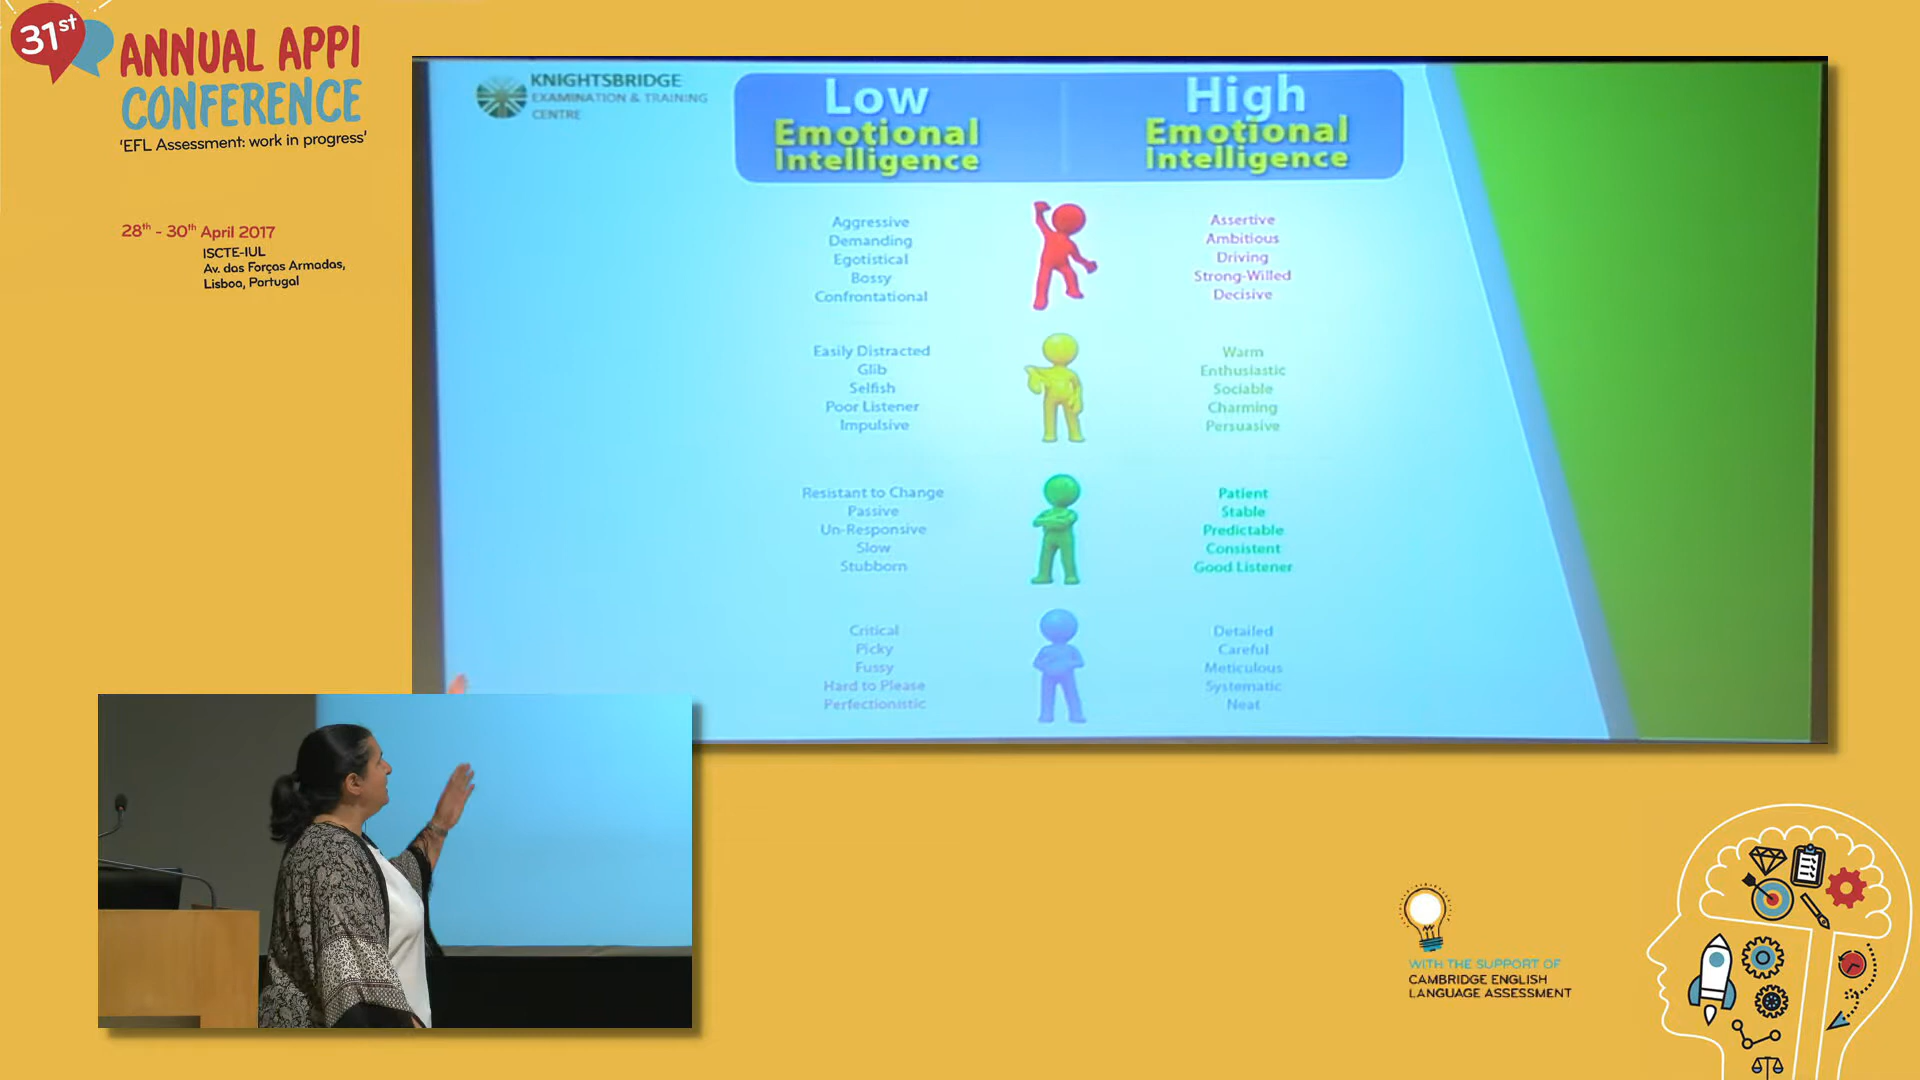 31st
ANNUAL APPI
CONFERENCE
'EFL Assessment: work in progress'
28th - 30th April 2017
ISCTE-IUL
Av. das Forças Armadas,
Lisboa, Portugal
KNIGHTSBRIDGE
EXAMINATION & TRAINING
CENTRE
Low
Emotional
Intelligence
High
Emotional
Intelligence
Aggressive
Demanding
Egotistical
Bossy
Confrontational
Assertive
Ambitious
Driving
Strong-Willed
Decisive
Easily Distracted
Glib
Selfish
Poor Listener
Impulsive
Warm
Enthusiastic
Sociable
Charming
Persuasive
Resistant to Change
Passive
Un-Responsive
Slow
Stubborn
Patient
Stable
Predictable
Consistent
Good Listener
Critical
Picky
Fussy
Hard to Please
Perfectionistic
Detailed
Careful
Meticulous
Systematic
Neat
WITH THE SUPPORT OF
CAMBRIDGE ENGLISH
LANGUAGE ASSESSMENT